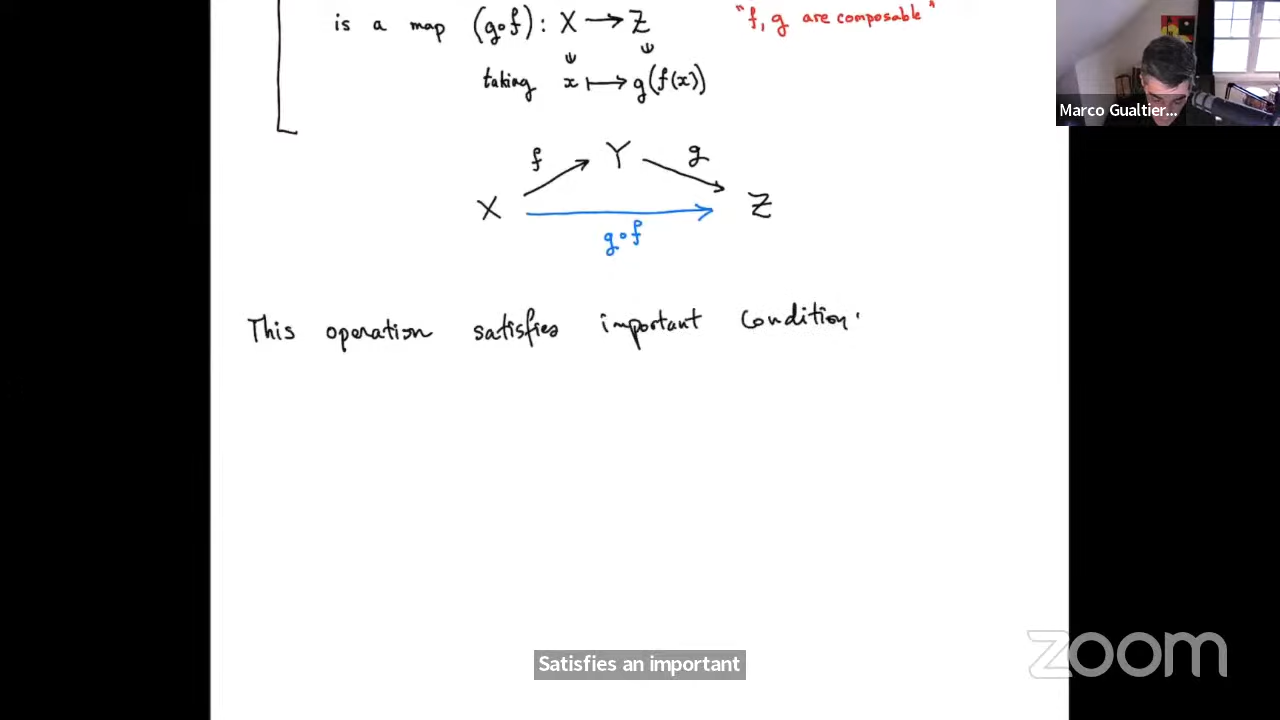 is a map (g∘f): X → Z "f, g are composable"
taking x ↦ g(f(x))
f Y g
X Z
g∘f
This operation satisfies important condition.
Satisfies an important
Marco Gualtier...
zoom